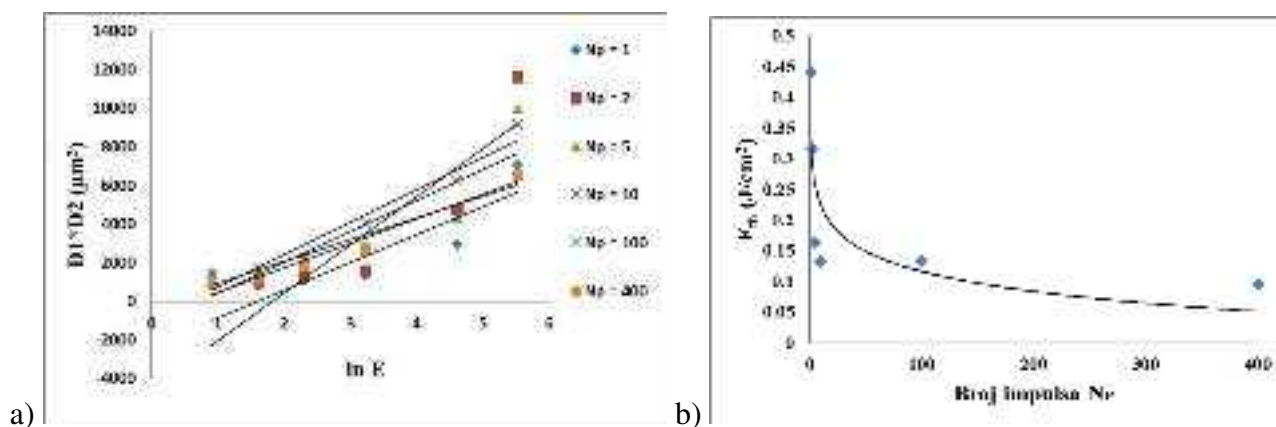 14000
12000
10000
8000
6000
4000
2000
0
-2000
-4000
D1*D2 (µm²)
0 1 2 3 4 5 6
ln E
Np = 1
Np = 2
Np = 5
Np = 10
Np = 100
Np = 400
a)
0.5
0.45
0.4
0.35
0.3
0.25
0.2
0.15
0.1
0.05
0
(J/cm²)
0 100 200 300 400
Broj impulsa Np
b)